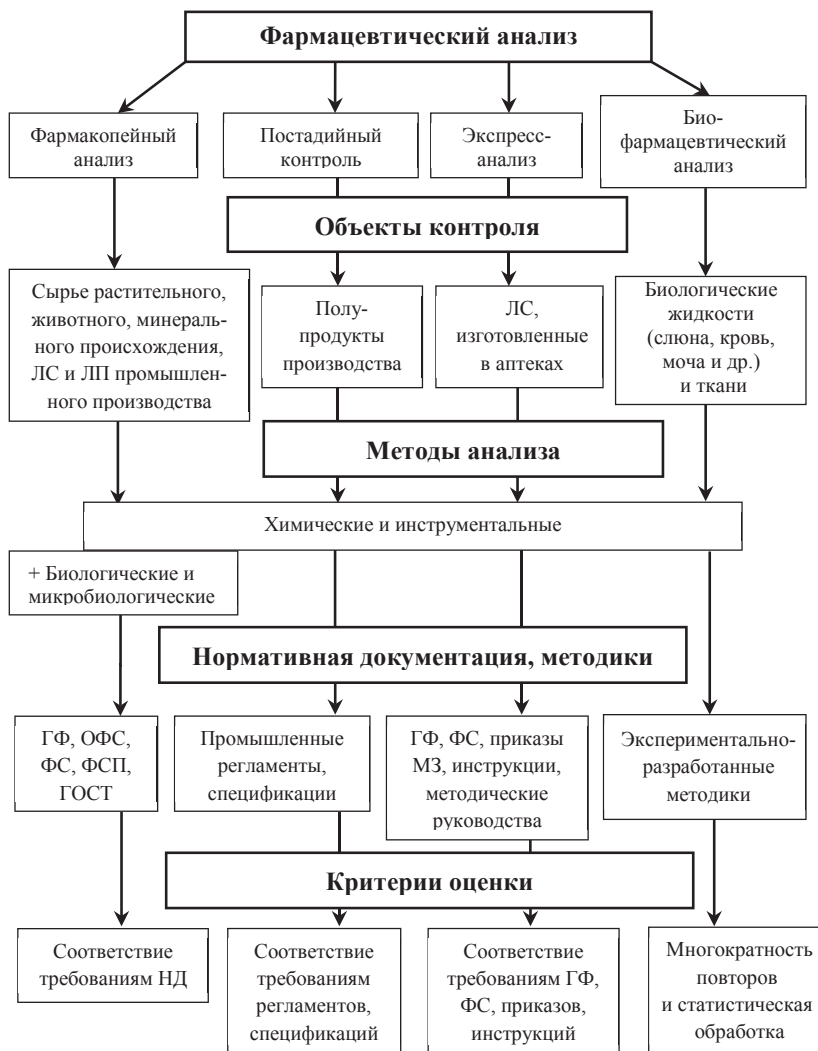 Фармацевтический анализ
Фармакопейный
анализ
Постадийный
контроль
Экспресс-
анализ
Био-
фармацевтический
анализ
Объекты контроля
Сырье растительного,
животного, минераль-
ного происхождения,
ЛС и ЛП промышлен-
ного производства
Полу-
продукты
производства
ЛС,
изготовленные
в аптеках
Биологические
жидкости
(слюна, кровь,
моча и др.)
и ткани
Методы анализа
Химические и инструментальные
+ Биологические и
микробиологические
Нормативная документация, методики
ГФ, ОФС,
ФС, ФСП,
ГОСТ
Промышленные
регламенты,
спецификации
ГФ, ФС, приказы
МЗ, инструкции,
методические
руководства
Экспериментально-
разработанные
методики
Критерии оценки
Соответствие
требованиям НД
Соответствие
требованиям
регламентов,
спецификаций
Соответствие
требованиям ГФ,
ФС, приказов,
инструкций
Многократность
повторов
и статистическая
обработка